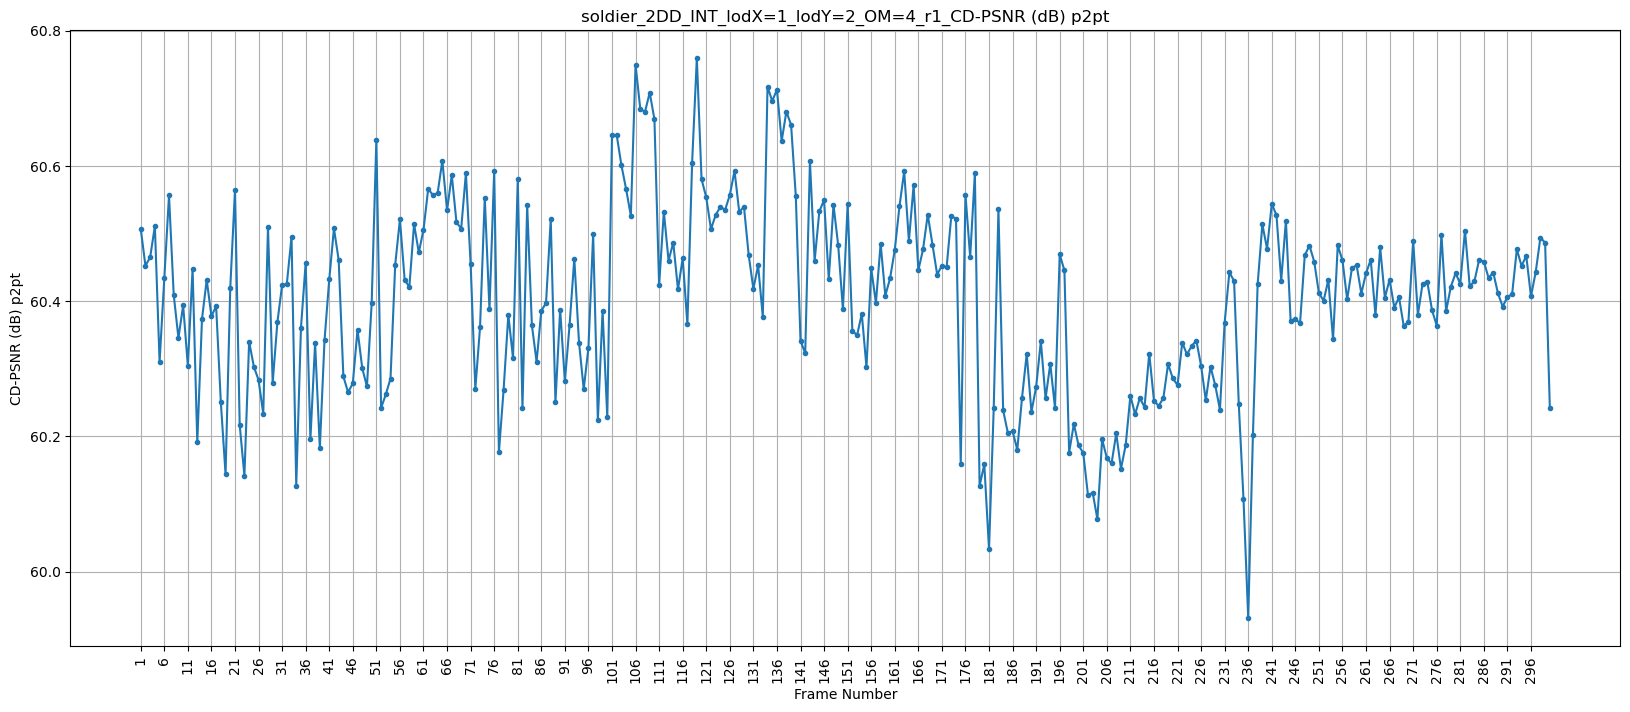 soldier_2DD_INT_lodX=1_lodY=2_OM=4_r1_CD-PSNR (dB) p2pt
CD-PSNR (dB) p2pt
60.8
60.6
60.4
60.2
60.0
1 6 11 16 21 26 31 36 41 46 51 56 61 66 71 76 81 86 91 96 101 106 111 116 121 126 131 136 141 146 151 156 161 166 171 176 181 186 191 196 201 206 211 216 221 226 231 236 241 246 251 256 261 266 271 276 281 286 291 296
Frame Number